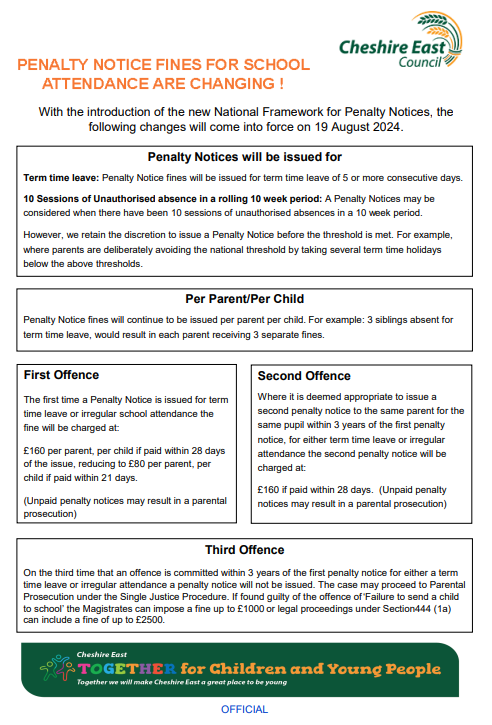 Cheshire East
Council
PENALTY NOTICE FINES FOR SCHOOL
ATTENDANCE ARE CHANGING !
With the introduction of the new National Framework for Penalty Notices, the
following changes will come into force on 19 August 2024.
Penalty Notices will be issued for
Term time leave: Penalty Notice fines will be issued for term time leave of 5 or more consecutive days.
10 Sessions of Unauthorised absence in a rolling 10 week period: A Penalty Notices may be
considered when there have been 10 sessions of unauthorised absences in a 10 week period.
However, we retain the discretion to issue a Penalty Notice before the threshold is met. For example,
where parents are deliberately avoiding the national threshold by taking several term time holidays
below the above thresholds.
Per Parent/Per Child
Penalty Notice fines will continue to be issued per parent per child. For example: 3 siblings absent for
term time leave, would result in each parent receiving 3 separate fines.
First Offence
The first time a Penalty Notice is issued for term
time leave or irregular school attendance the
fine will be charged at:
£160 per parent, per child if paid within 28 days
of the issue, reducing to £80 per parent, per
child if paid within 21 days.
(Unpaid penalty notices may result in a parental
prosecution)
Second Offence
Where it is deemed appropriate to issue a
second penalty notice to the same parent for the
same pupil within 3 years of the first penalty
notice, for either term time leave or irregular
attendance the second penalty notice will be
charged at:
£160 if paid within 28 days. (Unpaid penalty
notices may result in a parental prosecution)
Third Offence
On the third time that an offence is committed within 3 years of the first penalty notice for either a term
time leave or irregular attendance a penalty notice will not be issued. The case may proceed to Parental
Prosecution under the Single Justice Procedure. If found guilty of the offence of 'Failure to send a child
to school' the Magistrates can impose a fine up to £1000 or legal proceedings under Section444 (1a)
can include a fine of up to £2500.
Cheshire East
TOGETHER for Children and Young People
Together we will make Cheshire East a great place to be young
OFFICIAL